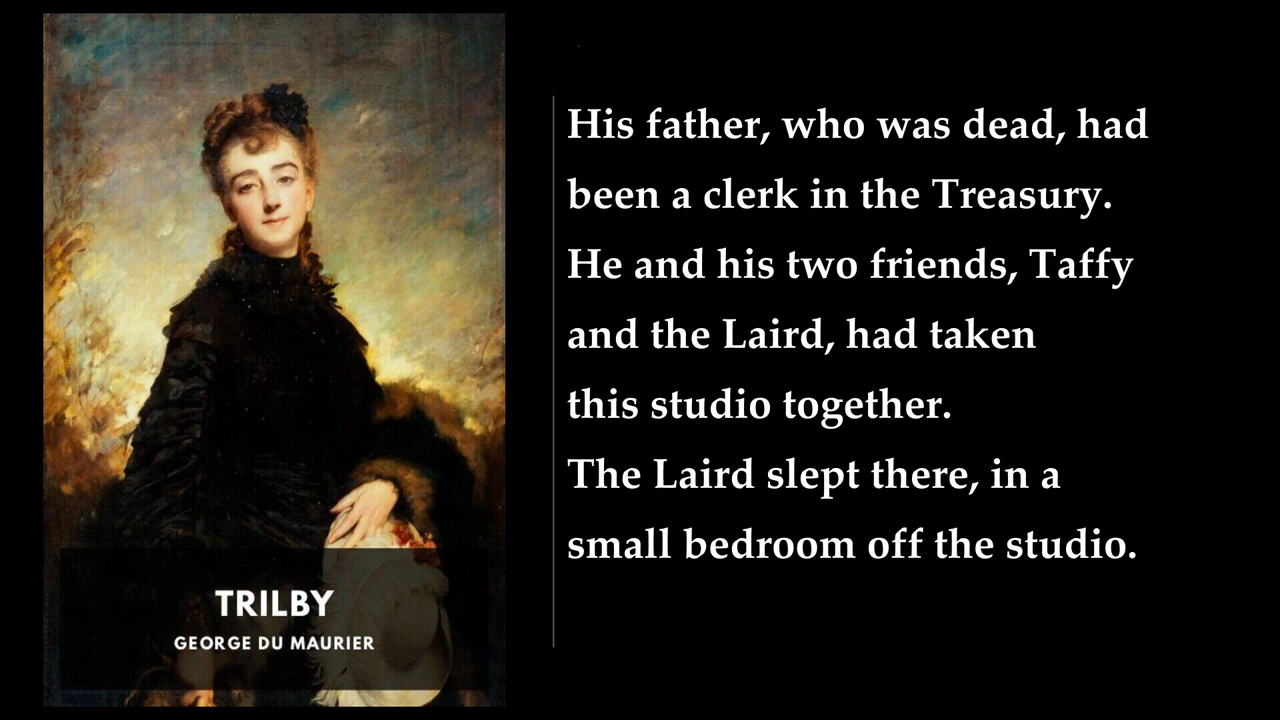 TRILBY
GEORGE DU MAURIER
His father, who was dead, had
been a clerk in the Treasury.
He and his two friends, Taffy
and the Laird, had taken
this studio together.
The Laird slept there, in a
small bedroom off the studio.